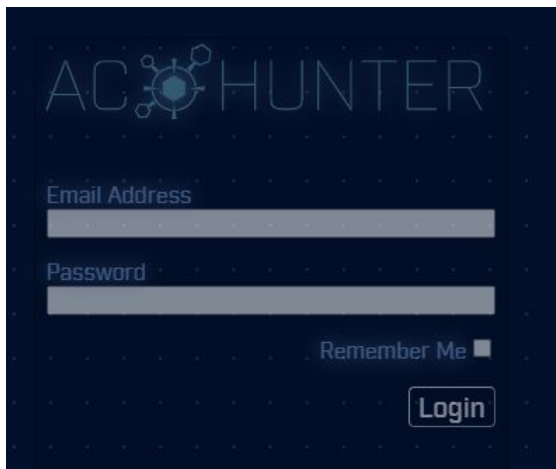 AC HUNTER
Email Address
Password
Remember Me
Login